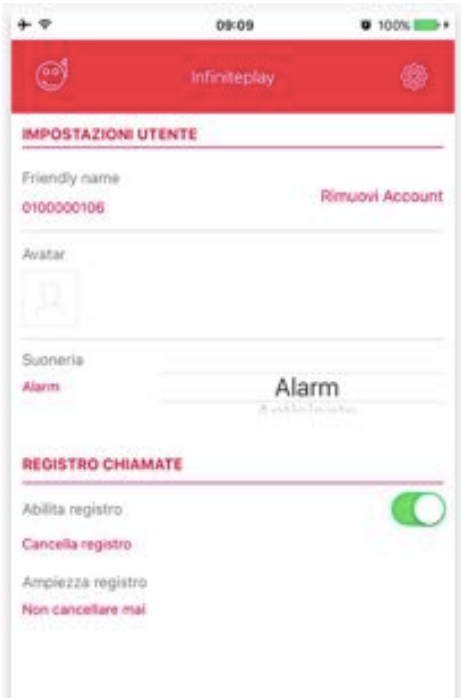 09:09
100%
Infiniteplay
IMPOSTAZIONI UTENTE
Friendly name
0100000106
Rimuovi Account
Avatar
Suoneria
Alarm
Alarm
REGISTRO CHIAMATE
Abilita registro
Cancella registro
Ampiezza registro
Non cancellare mai